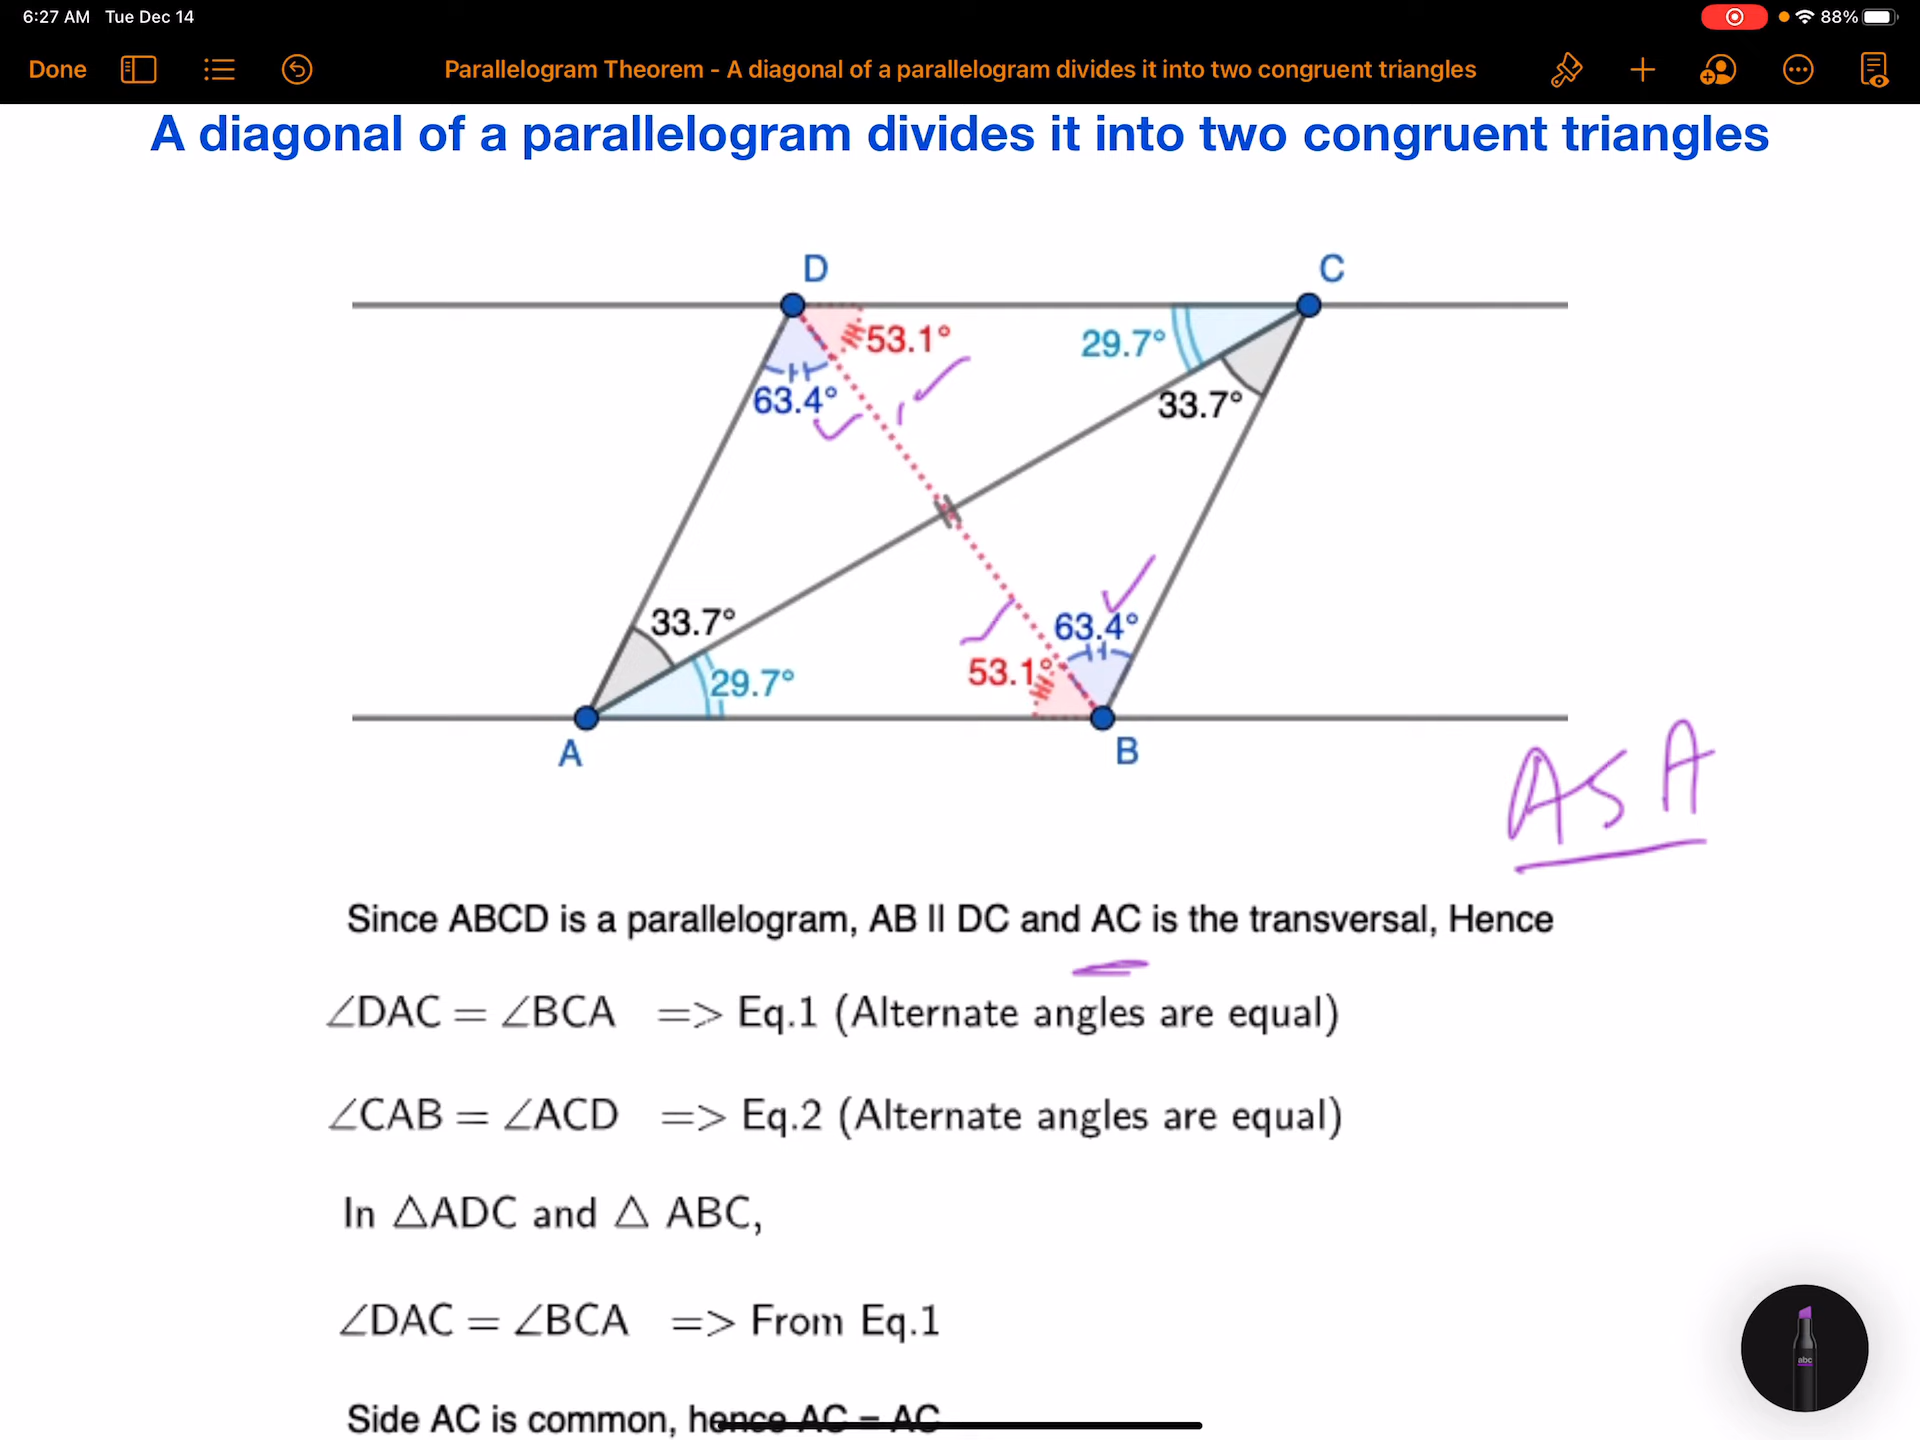 6:27 AM Tue Dec 14
88%
Done
Parallelogram Theorem - A diagonal of a parallelogram divides it into two congruent triangles
A diagonal of a parallelogram divides it into two congruent triangles
D
C
53.1°
29.7°
63.4°
33.7°
33.7°
63.4°
53.1°
29.7°
A
B
ASA
Since ABCD is a parallelogram, AB || DC and AC is the transversal, Hence
∠DAC = ∠BCA => Eq.1 (Alternate angles are equal)
∠CAB = ∠ACD => Eq.2 (Alternate angles are equal)
In △ADC and △ ABC,
∠DAC = ∠BCA => From Eq.1
Side AC is common, hence AC = AC
abc